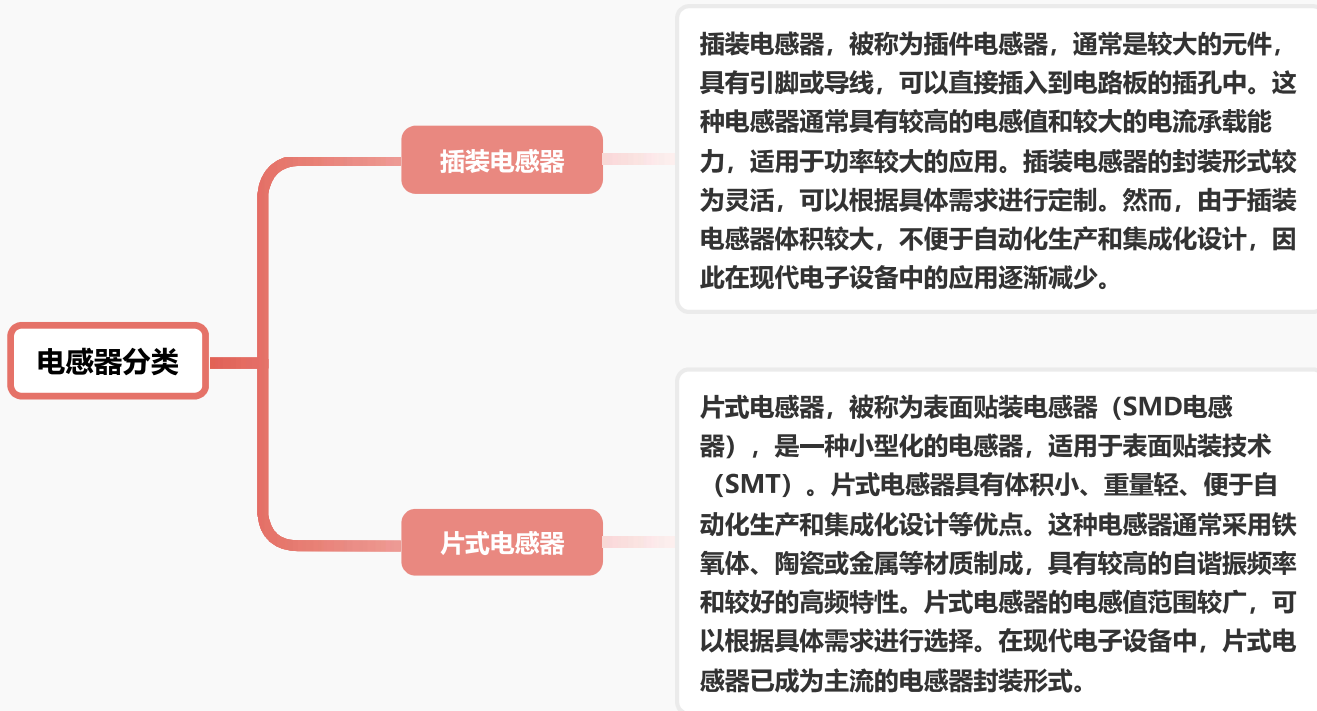 电感器分类
插装电感器
插装电感器，被称为插件电感器，通常是较大的元件，
具有引脚或导线，可以直接插入到电路板的插孔中。这
种电感器通常具有较高的电感值和较大的电流承载能
力，适用于功率较大的应用。插装电感器的封装形式较
为灵活，可以根据具体需求进行定制。然而，由于插装
电感器体积较大，不便于自动化生产和集成化设计，因
此在现代电子设备中的应用逐渐减少。
片式电感器
片式电感器，被称为表面贴装电感器（SMD电感
器），是一种小型化的电感器，适用于表面贴装技术
（SMT）。片式电感器具有体积小、重量轻、便于自
动化生产和集成化设计等优点。这种电感器通常采用铁
氧体、陶瓷或金属等材质制成，具有较高的自谐振频率
和较好的高频特性。片式电感器的电感值范围较广，可
以根据具体需求进行选择。在现代电子设备中，片式电
感器已成为主流的电感器封装形式。